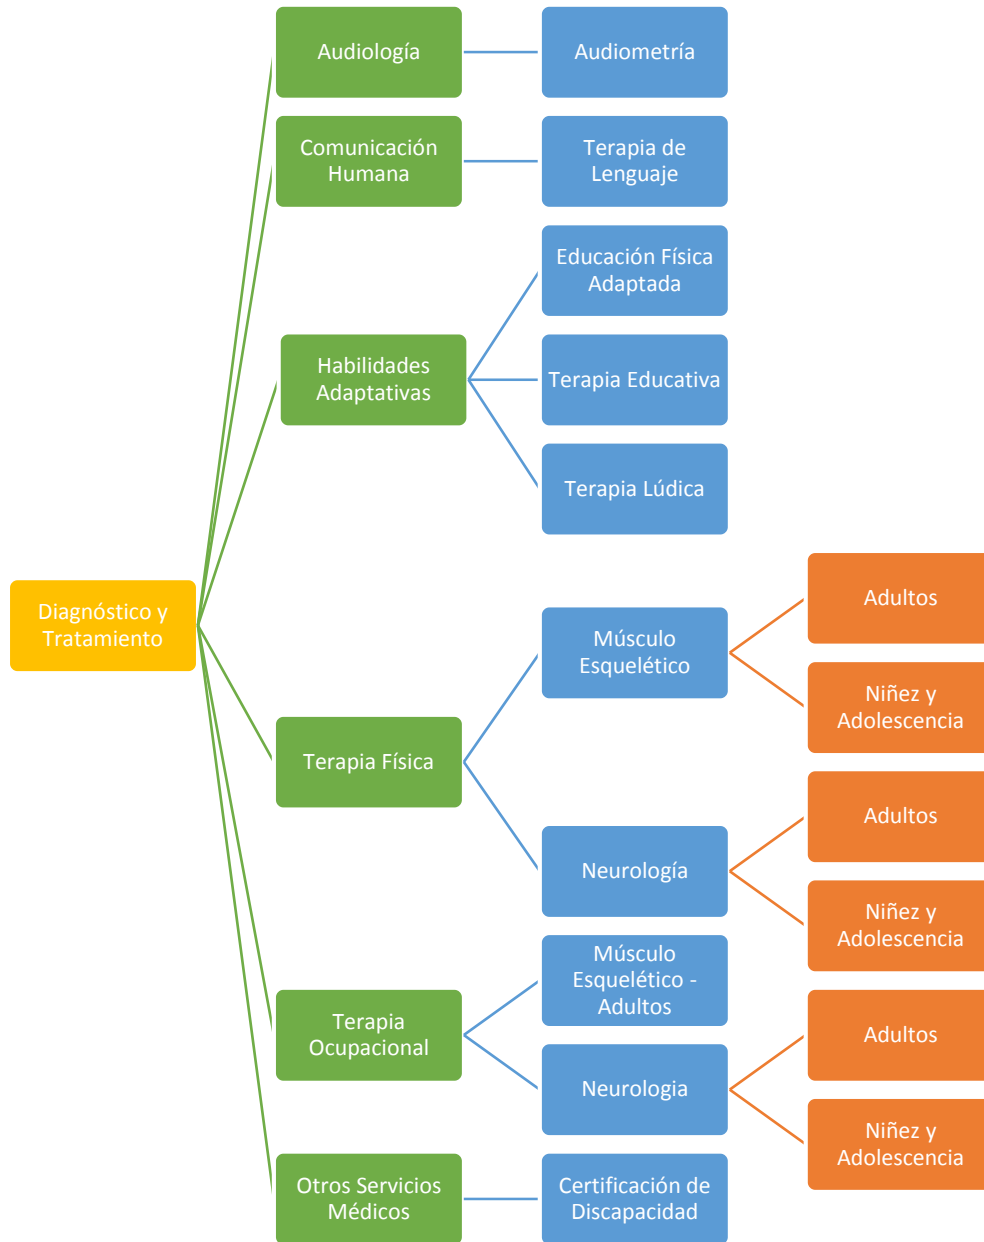 Audiología
Audiometría
Comunicación
Humana
Terapia de
Lenguaje
Habilidades
Adaptativas
Educación Física
Adaptada
Terapia Educativa
Terapia Lúdica
Diagnóstico y
Tratamiento
Terapia Física
Músculo
Esquelético
Adultos
Niñez y
Adolescencia
Neurología
Adultos
Niñez y
Adolescencia
Terapia
Ocupacional
Músculo
Esquelético -
Adultos
Neurologia
Adultos
Niñez y
Adolescencia
Otros Servicios
Médicos
Certificación de
Discapacidad